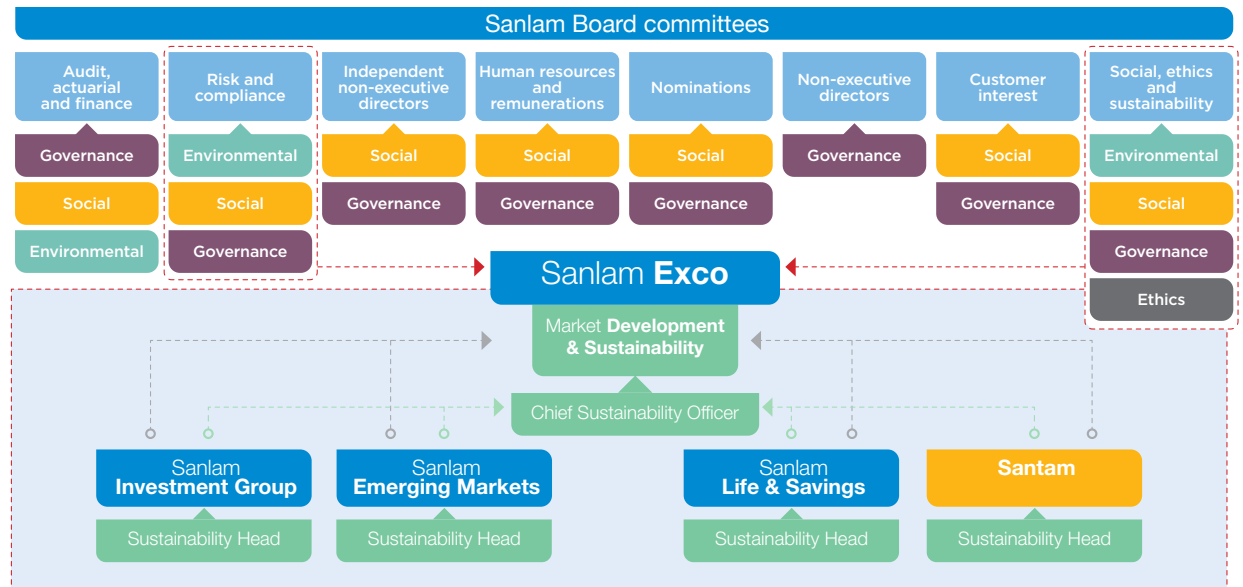 Sanlam Board committees
Audit,
actuarial
and finance
Governance
Social
Environmental
Risk and
compliance
Environmental
Social
Governance
Independent
non-executive
directors
Social
Governance
Human resources
and
remunerations
Social
Governance
Nominations
Social
Governance
Non-executive
directors
Governance
Customer
interest
Social
Governance
Social, ethics
and
sustainability
Environmental
Social
Governance
Ethics
Sanlam Exco
Market Development
& Sustainability
Chief Sustainability Officer
Sanlam
Investment Group
Sustainability Head
Sanlam
Emerging Markets
Sustainability Head
Sanlam
Life & Savings
Sustainability Head
Santam
Sustainability Head